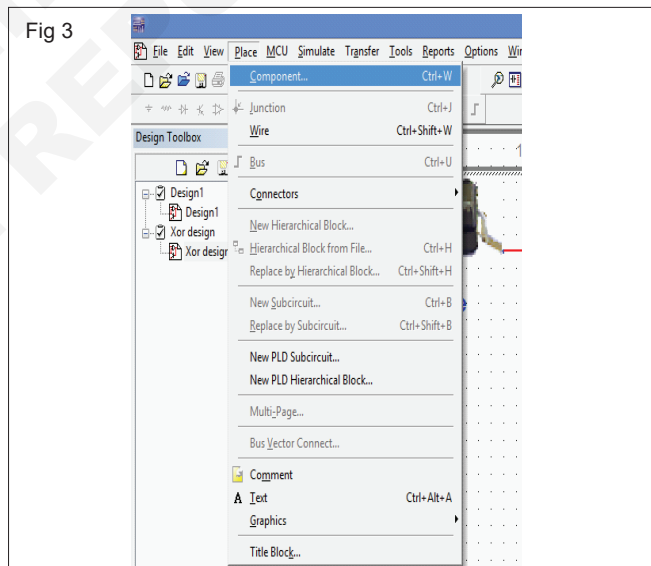 Fig 3
File Edit View Place MCU Simulate Transfer Tools Reports Options
Component... Ctrl+W
Junction Ctrl+J
Wire Ctrl+Shift+W
Design Toolbox
Bus Ctrl+U
Connectors
Design1
Design1
New Hierarchical Block...
Xor design
Hierarchical Block from File... Ctrl+H
Xor design
Replace by Hierarchical Block... Ctrl+Shift+H
New Subcircuit... Ctrl+B
Replace by Subcircuit... Ctrl+Shift+B
New PLD Subcircuit...
New PLD Hierarchical Block...
Multi-Page...
Bus Vector Connect...
Comment
A Text Ctrl+Alt+A
Graphics
Title Block...